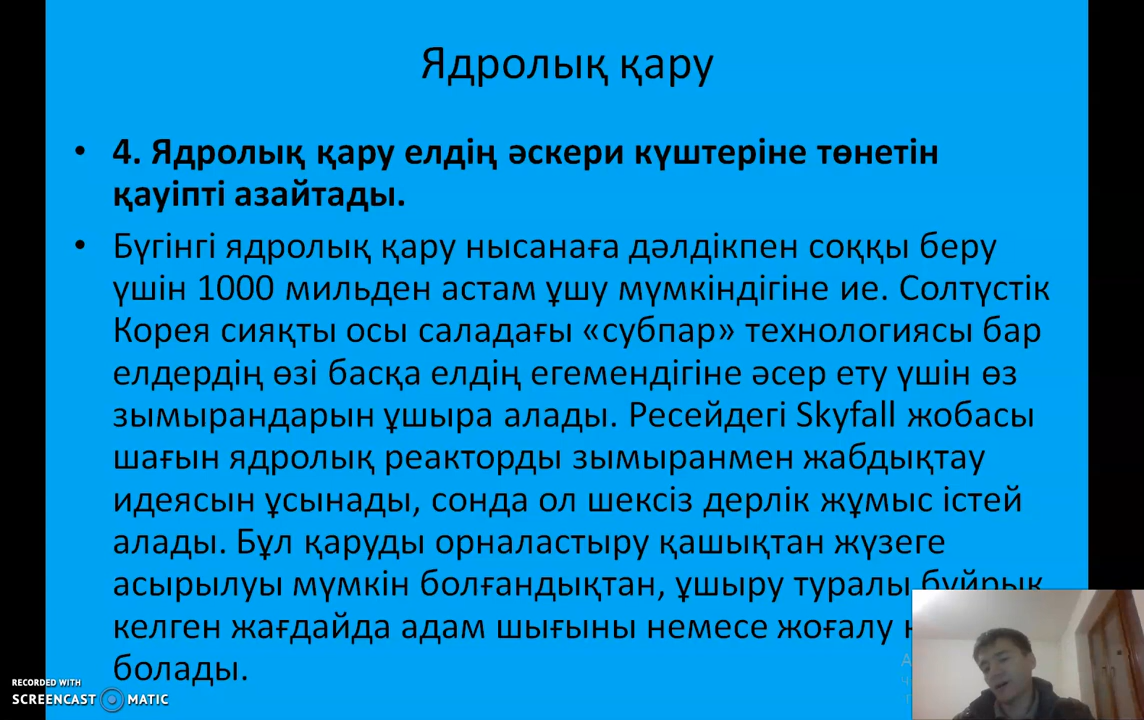 Ядролық қару
• 4. Ядролық қару елдің әскери күштеріне төнетін
қауіпті азайтады.
• Бүгінгі ядролық қару нысанаға дәлдікпен соққы беру
үшін 1000 мильден астам ұшу мүмкіндігіне ие. Солтүстік
Корея сияқты осы саладағы «субпар» технологиясы бар
елдердің өзі басқа елдің егемендігіне әсер ету үшін өз
зымырандарын ұшыра алады. Ресейдегі Skyfall жобасы
шағын ядролық реакторды зымыранмен жабдықтау
идеясын ұсынады, сонда ол шексіз дерлік жұмыс істей
алады. Бұл қаруды орналастыру қашықтан жүзеге
асырылуы мүмкін болғандықтан, ұшыру туралы бұйрық
келген жағдайда адам шығыны немесе жоғалу
болады.
RECORDED WITH
SCREENCAST MATIC